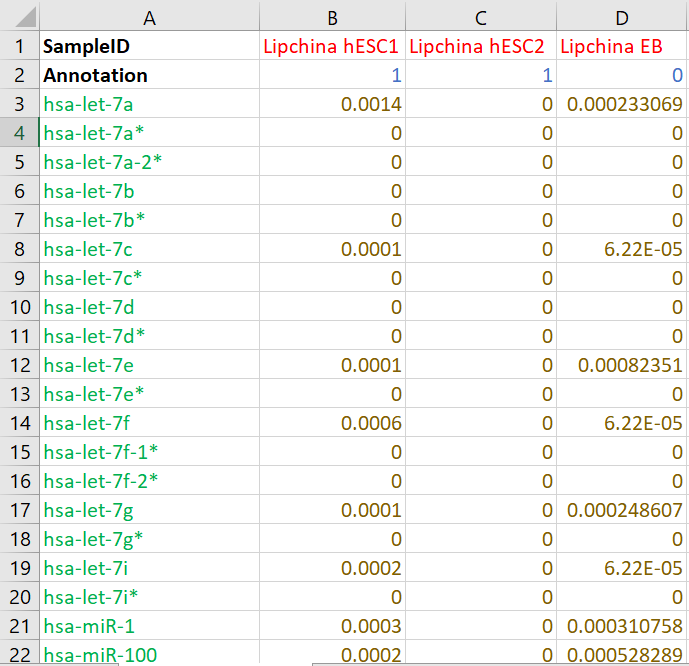 A B C D
1 SampleID Lipchina hESC1 Lipchina hESC2 Lipchina EB
2 Annotation 1 1 0
3 hsa-let-7a 0.0014 0 0.000233069
4 hsa-let-7a* 0 0 0
5 hsa-let-7a-2* 0 0 0
6 hsa-let-7b 0 0 0
7 hsa-let-7b* 0 0 0
8 hsa-let-7c 0.0001 0 6.22E-05
9 hsa-let-7c* 0 0 0
10 hsa-let-7d 0 0 0
11 hsa-let-7d* 0 0 0
12 hsa-let-7e 0.0001 0 0.00082351
13 hsa-let-7e* 0 0 0
14 hsa-let-7f 0.0006 0 6.22E-05
15 hsa-let-7f-1* 0 0 0
16 hsa-let-7f-2* 0 0 0
17 hsa-let-7g 0.0001 0 0.000248607
18 hsa-let-7g* 0 0 0
19 hsa-let-7i 0.0002 0 6.22E-05
20 hsa-let-7i* 0 0 0
21 hsa-miR-1 0.0003 0 0.000310758
22 hsa-miR-100 0.0002 0 0.000528289